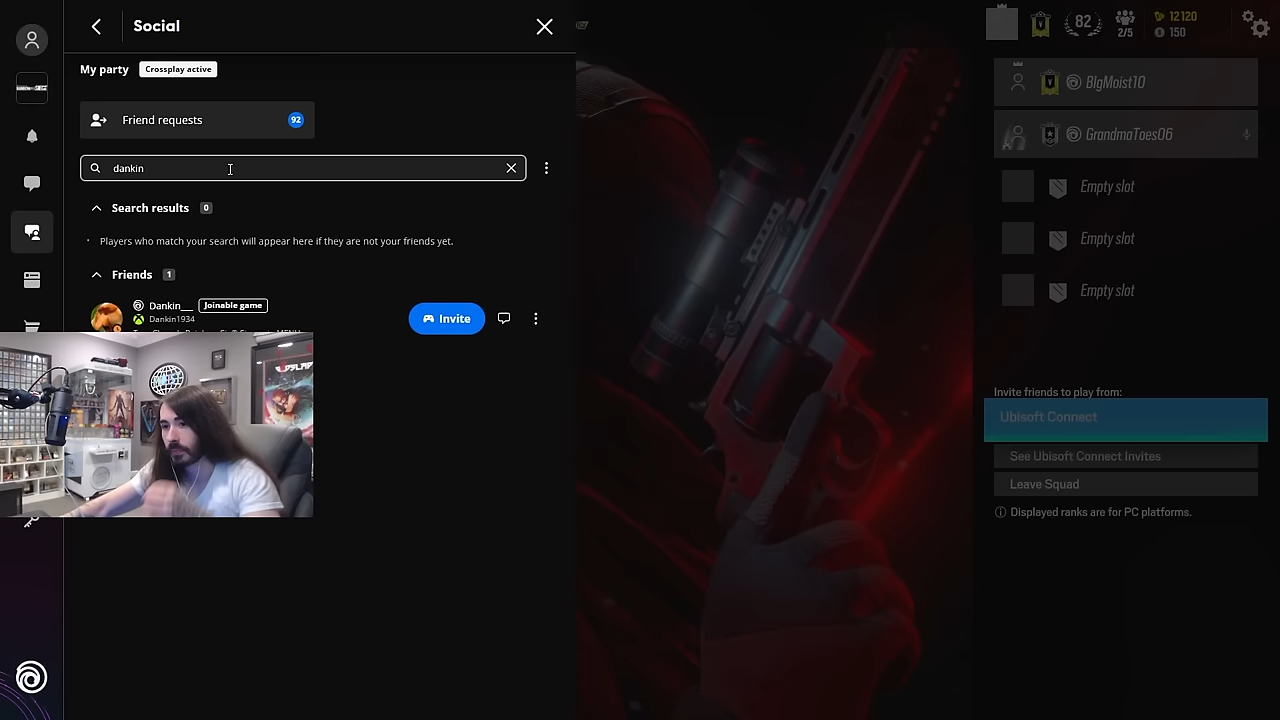 Social
My party
Crossplay active
Friend requests
92
dankin
Search results
0
Players who match your search will appear here if they are not your friends yet.
Friends
1
Dankin__
Joinable game
Dankin1934
Invite
82
2/5
12 120
150
BIgMoist10
GrandmaToes06
Empty slot
Empty slot
Empty slot
Invite friends to play from:
Ubisoft Connect
See Ubisoft Connect Invites
Leave Squad
Displayed ranks are for PC platforms.